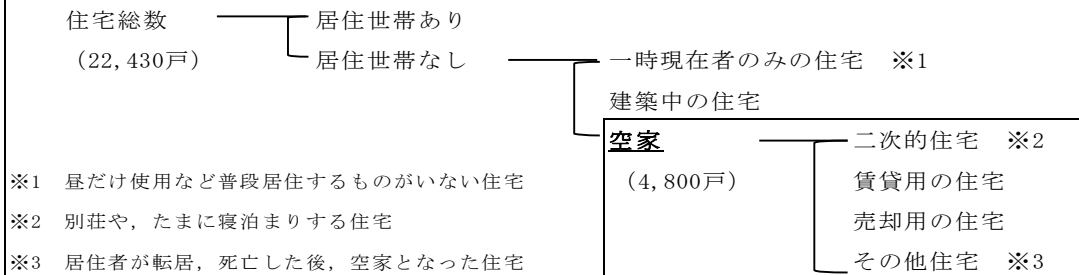 住宅総数 居住世帯あり
(22,430戸) 居住世帯なし 一時現在者のみの住宅 ※1
建築中の住宅
空家 二次的住宅 ※2
※1 昼だけ使用など普段居住するものがいない住宅 (4,800戸) 賃貸用の住宅
※2 別荘や，たまに寝泊まりする住宅 売却用の住宅
※3 居住者が転居，死亡した後，空家となった住宅 その他住宅 ※3